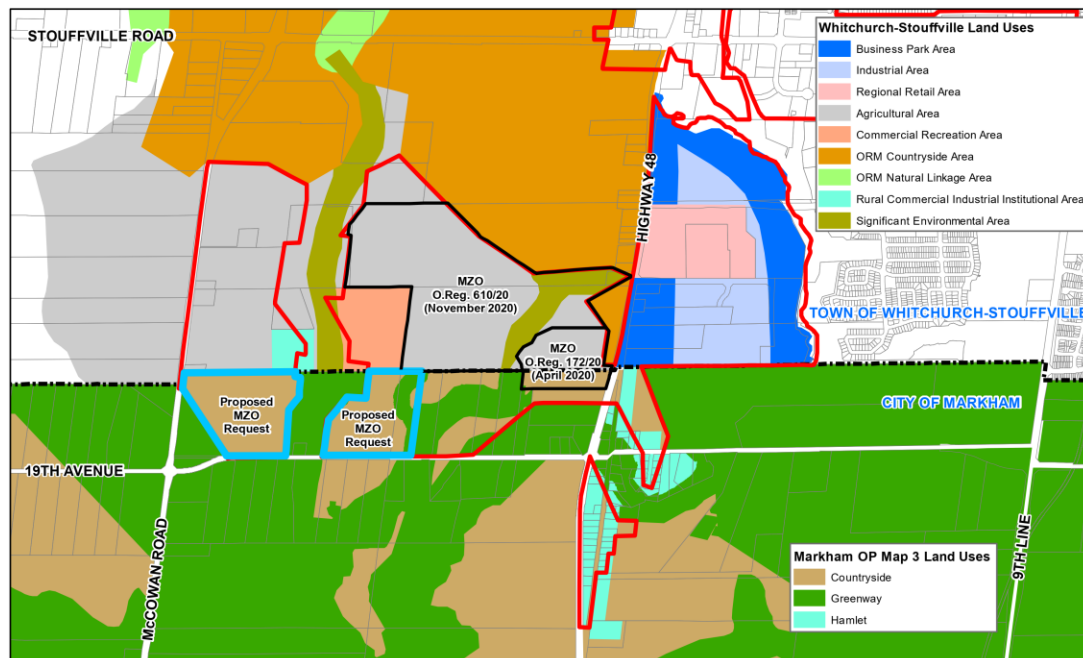 STOUFFVILLE ROAD
Whitchurch-Stouffville Land Uses
Business Park Area
Industrial Area
Regional Retail Area
Agricultural Area
Commercial Recreation Area
ORM Countryside Area
ORM Natural Linkage Area
Rural Commercial Industrial Institutional Area
Significant Environmental Area
HIGHWAY 48
MZO
O.Reg. 610/20
(November 2020)
TOWN OF WHITCHURCH-STOUFFVILLE
MZO
O.Reg. 172/20
(April 2020)
Proposed
MZO
Request
Proposed
MZO
Request
CITY OF MARKHAM
19TH AVENUE
McCOWAN ROAD
9TH LINE
Markham OP Map 3 Land Uses
Countryside
Greenway
Hamlet